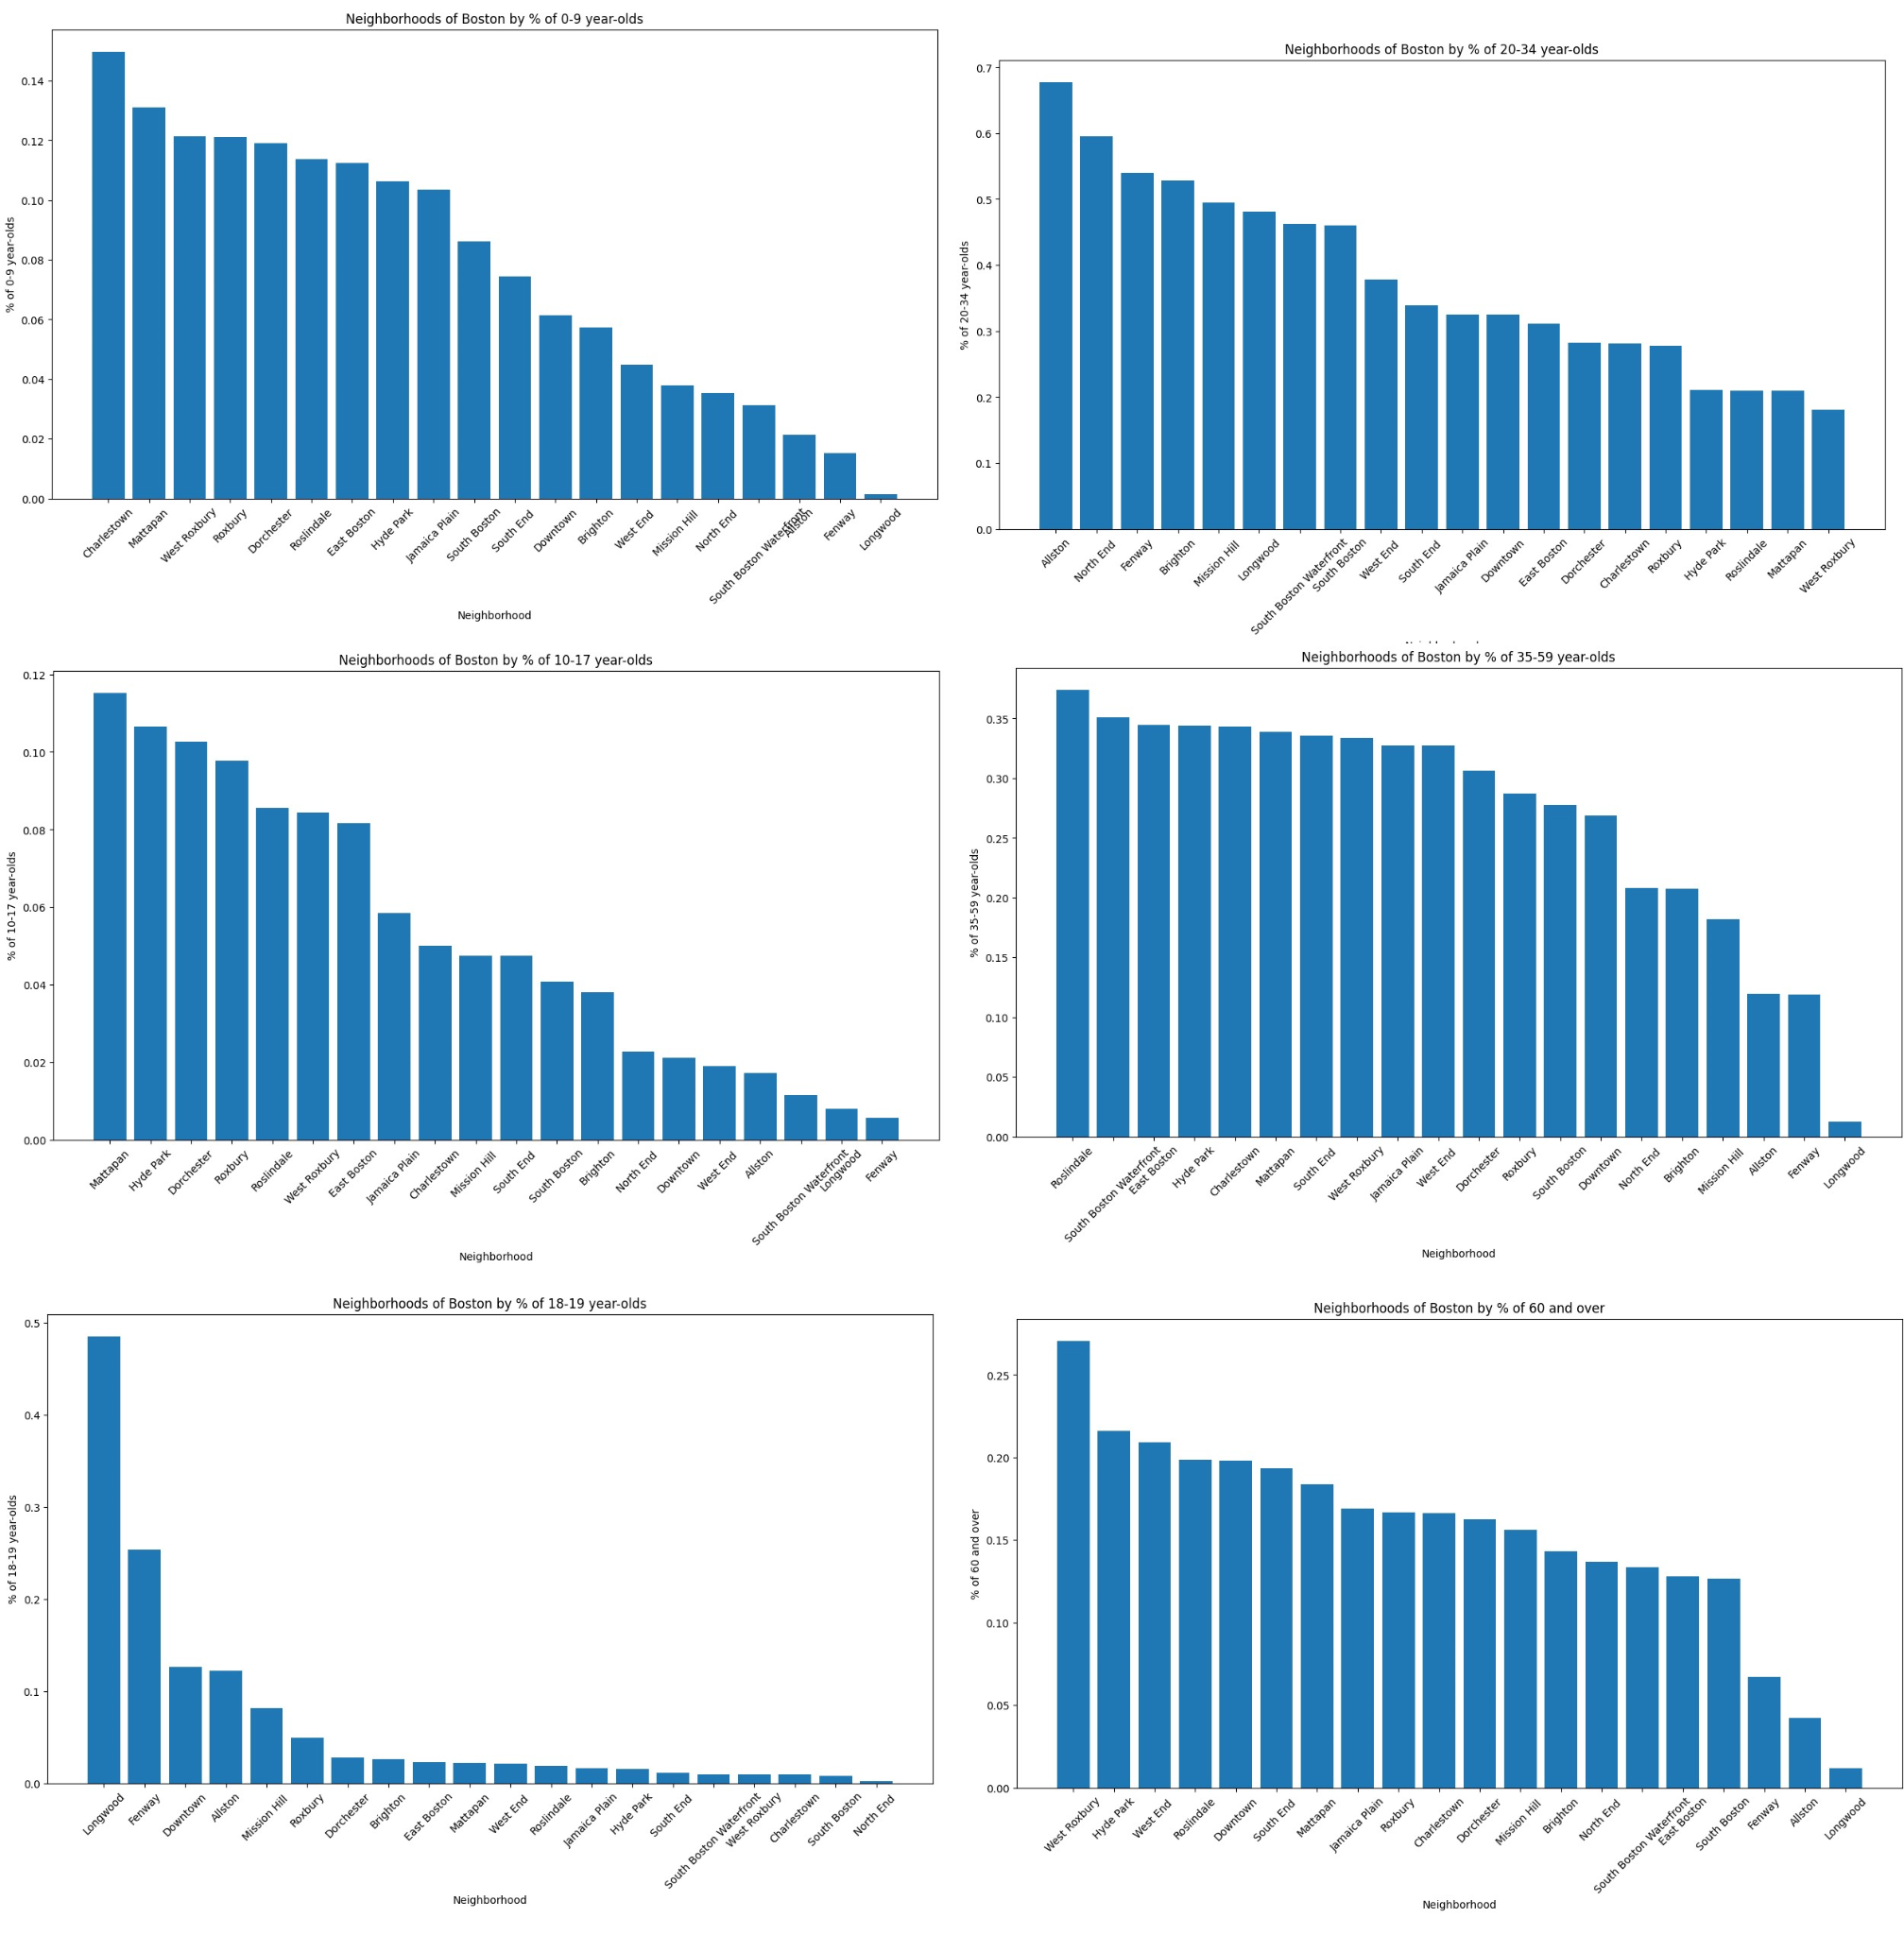 Neighborhoods of Boston by % of 0-9 year-olds
% of 0-9 year-olds
0.14
0.12
0.10
0.08
0.06
0.04
0.02
0.00
Charlestown
Mattapan
West Roxbury
Roxbury
Dorchester
Roslindale
East Boston
Hyde Park
Jamaica Plain
South Boston
South End
Downtown
Brighton
West End
Mission Hill
North End
South Boston Waterfront
Allston
Fenway
Longwood
Neighborhood
Neighborhoods of Boston by % of 20-34 year-olds
% of 20-34 year-olds
0.7
0.6
0.5
0.4
0.3
0.2
0.1
0.0
Allston
North End
Fenway
Brighton
Mission Hill
Longwood
South Boston Waterfront
South Boston
West End
South End
Jamaica Plain
Downtown
East Boston
Dorchester
Charlestown
Roxbury
Hyde Park
Roslindale
Mattapan
West Roxbury
Neighborhoods of Boston by % of 10-17 year-olds
% of 10-17 year-olds
0.12
0.10
0.08
0.06
0.04
0.02
0.00
Mattapan
Hyde Park
Dorchester
Roxbury
Roslindale
West Roxbury
East Boston
Jamaica Plain
Charlestown
Mission Hill
South End
South Boston
Brighton
North End
Downtown
West End
Allston
South Boston Waterfront
Longwood
Fenway
Neighborhood
Neighborhoods of Boston by % of 35-59 year-olds
% of 35-59 year-olds
0.35
0.30
0.25
0.20
0.15
0.10
0.05
0.00
Roslindale
South Boston Waterfront
East Boston
Hyde Park
Charlestown
Mattapan
South End
West Roxbury
Jamaica Plain
West End
Dorchester
Roxbury
South Boston
Downtown
North End
Brighton
Mission Hill
Allston
Fenway
Longwood
Neighborhood
Neighborhoods of Boston by % of 18-19 year-olds
% of 18-19 year-olds
0.5
0.4
0.3
0.2
0.1
0.0
Longwood
Fenway
Downtown
Allston
Mission Hill
Roxbury
Dorchester
Brighton
East Boston
Mattapan
West End
Roslindale
Jamaica Plain
Hyde Park
South End
South Boston Waterfront
West Roxbury
Charlestown
South Boston
North End
Neighborhood
Neighborhoods of Boston by % of 60 and over
% of 60 and over
0.25
0.20
0.15
0.10
0.05
0.00
West Roxbury
Hyde Park
West End
Roslindale
Downtown
South End
Mattapan
Jamaica Plain
Roxbury
Charlestown
Dorchester
Mission Hill
Brighton
North End
South Boston Waterfront
East Boston
South Boston
Fenway
Allston
Longwood
Neighborhood